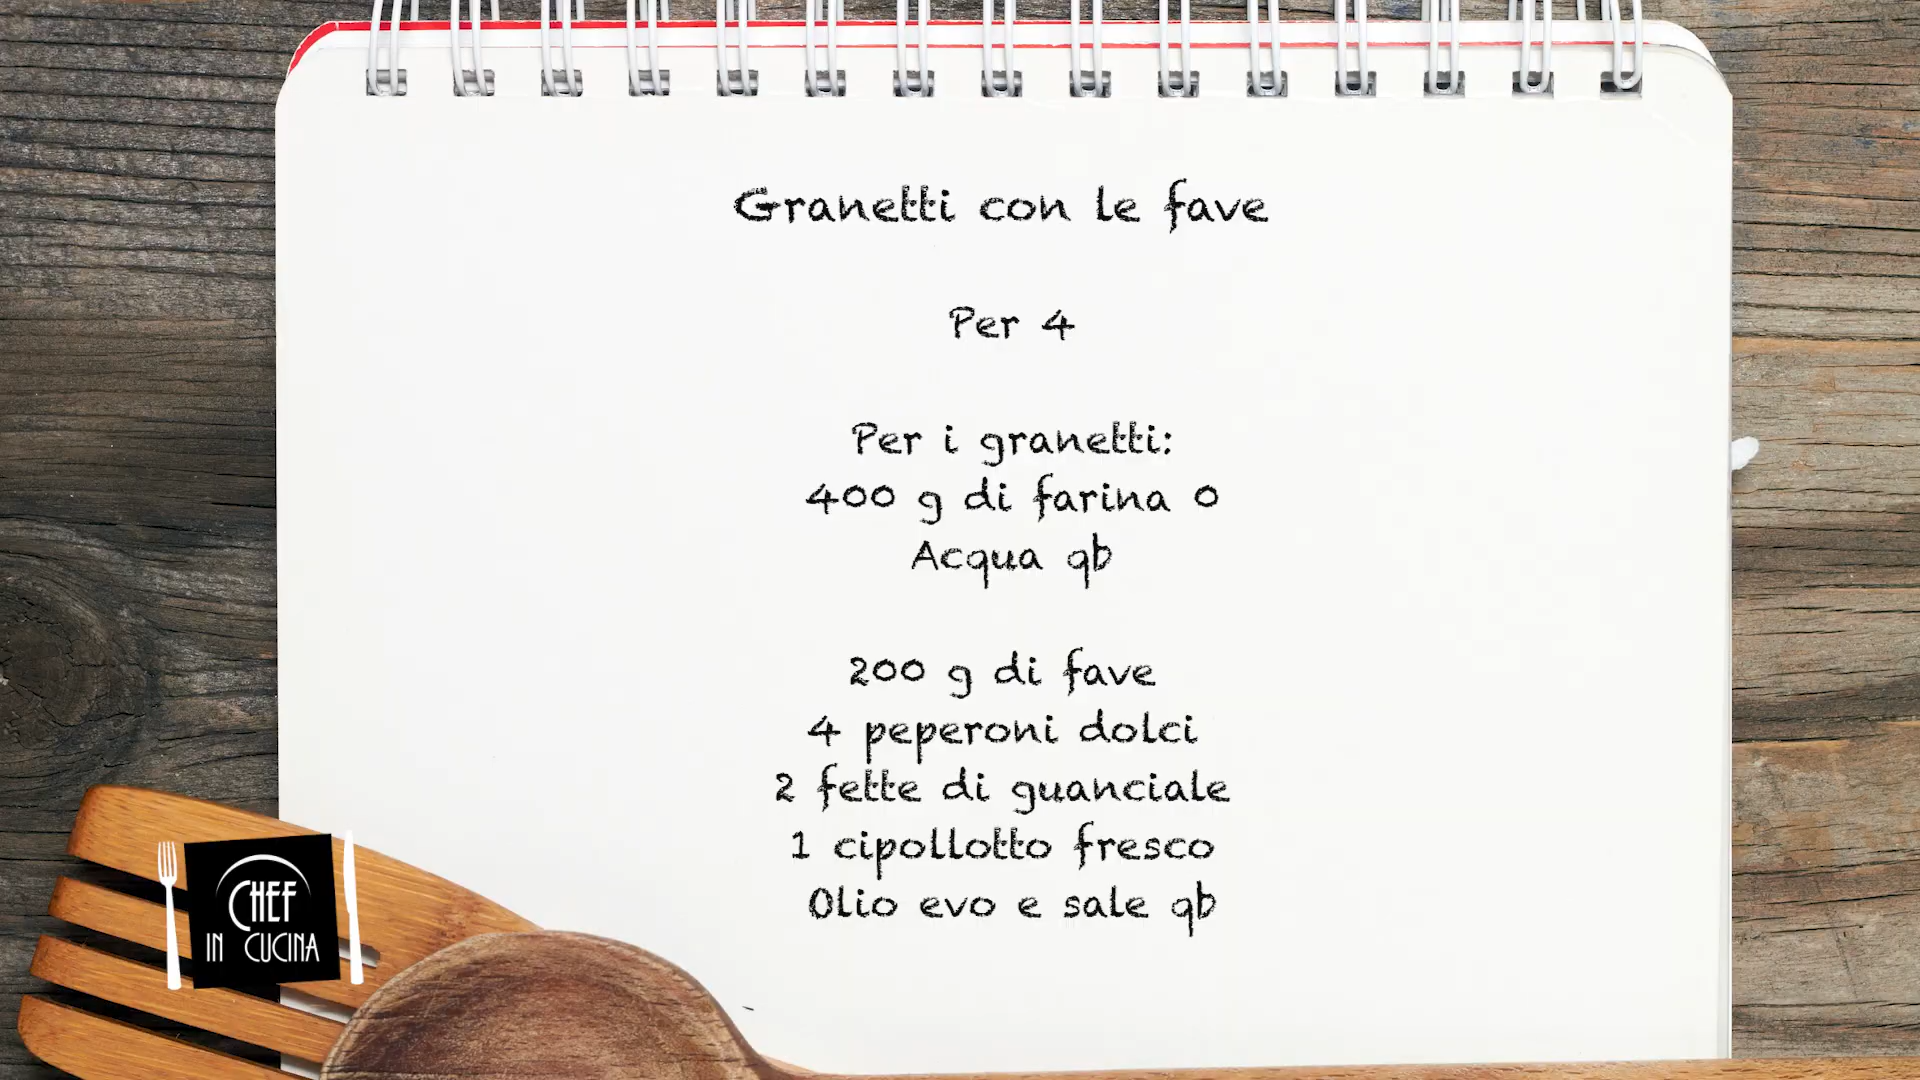 Granetti con le fave
Per 4
Per i granetti:
400 g di farina 0
Acqua qb
200 g di fave
4 peperoni dolci
2 fette di guanciale
1 cipollotto fresco
Olio evo e sale qb
CHEF
IN CUCINA